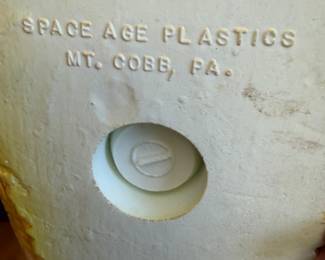 SPACE AGE PLASTICS
MT. COBB, PA.